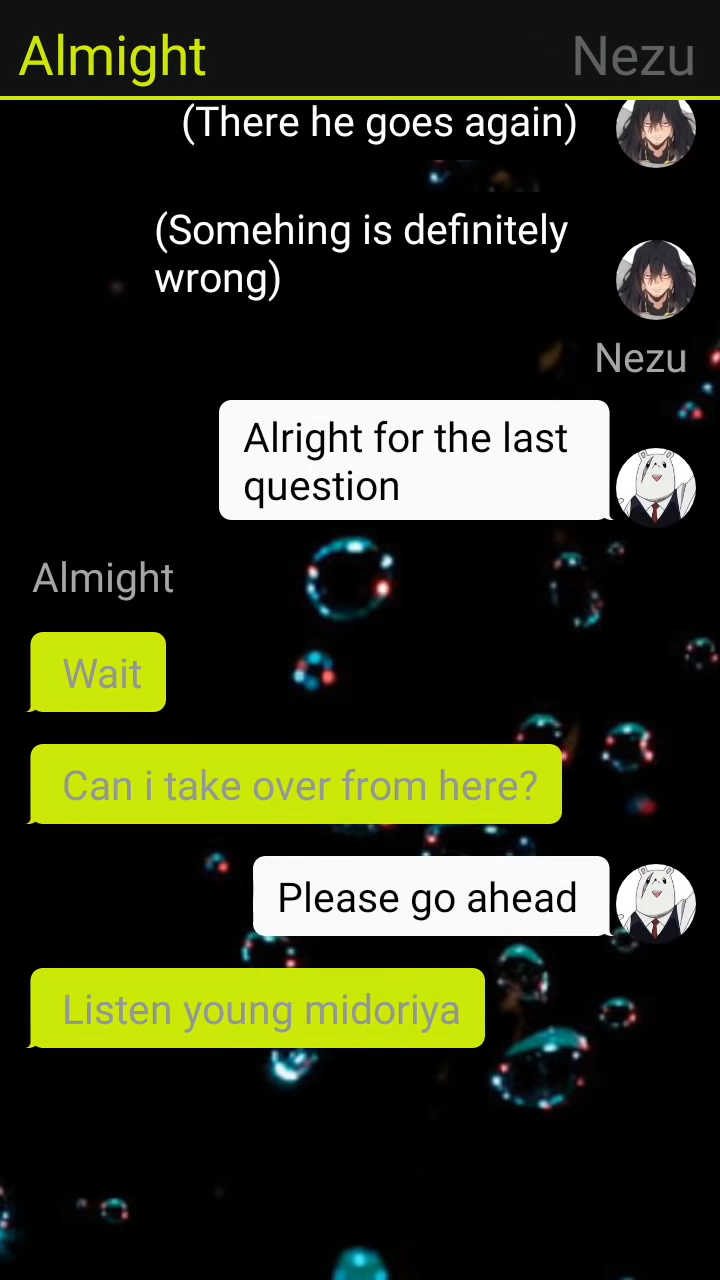 Almight
Nezu
(There he goes again)
(Somehing is definitely
wrong)
Nezu
Alright for the last
question
Almight
Wait
Can i take over from here?
Please go ahead
Listen young midoriya